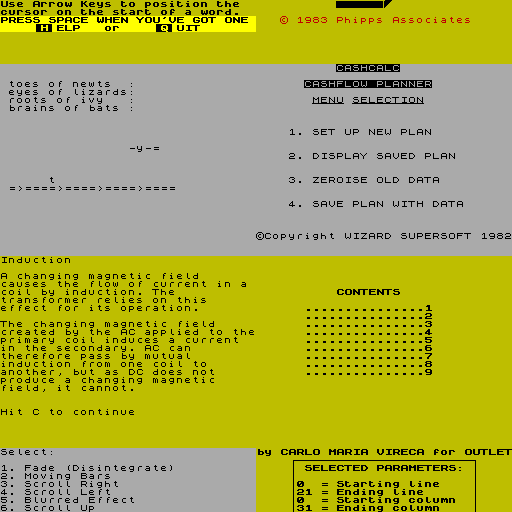 Use Arrow Keys to position the
cursor on the start of a word.
PRESS SPACE WHEN YOU'VE GOT ONE
H ELP or Q UIT
© 1983 Phipps Associates
toes of newts :
eyes of lizards:
roots of ivy :
brains of bats :
-y-=
t
=>====>====>====>====
CASHCALC
CASHFLOW PLANNER
MENU SELECTION
1. SET UP NEW PLAN
2. DISPLAY SAVED PLAN
3. ZEROISE OLD DATA
4. SAVE PLAN WITH DATA
©Copyright WIZARD SUPERSOFT 1982
Induction
A changing magnetic field
causes the flow of current in a
coil by induction. The
transformer relies on this
effect for its operation.
The changing magnetic field
created by the AC applied to the
primary coil induces a current
in the secondary. AC can
therefore pass by mutual
induction from one coil to
another, but as DC does not
produce a changing magnetic
field, it cannot.
Hit C to continue
CONTENTS
...............1
...............2
...............3
...............4
...............5
...............6
...............7
...............8
...............9
Select:
1. Fade (Disintegrate)
2. Moving Bars
3. Scroll Right
4. Scroll Left
5. Blurred Effect
6. Scroll Up
by CARLO MARIA VIRECA for OUTLET
SELECTED PARAMETERS:
0 = Starting line
21 = Ending line
0 = Starting column
31 = Ending column